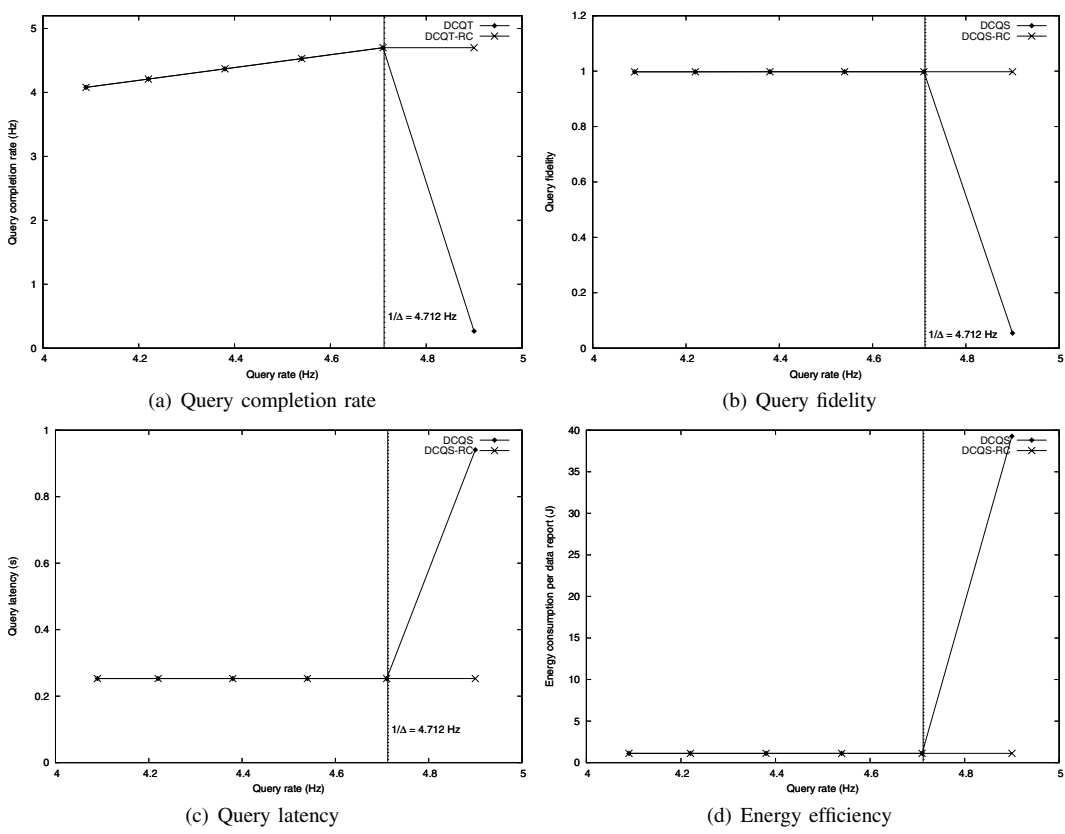 DCQT
DCQT-RC
5
4
3
2
1
0
Query completion rate (Hz)
1/Δ = 4.712 Hz
4
4.2
4.4
4.6
4.8
5
Query rate (Hz)
(a) Query completion rate
DCQS
DCQS-RC
1.2
1
0.8
0.6
0.4
0.2
0
Query fidelity
1/Δ = 4.712 Hz
4
4.2
4.4
4.6
4.8
5
Query rate (Hz)
(b) Query fidelity
DCQS
DCQS-RC
1
0.8
0.6
0.4
0.2
0
Query latency (s)
1/Δ = 4.712 Hz
4
4.2
4.4
4.6
4.8
5
Query rate (Hz)
(c) Query latency
DCQS
DCQS-RC
40
35
30
25
20
15
10
5
0
Energy consumption per data report (J)
4
4.2
4.4
4.6
4.8
5
Query rate (Hz)
(d) Energy efficiency